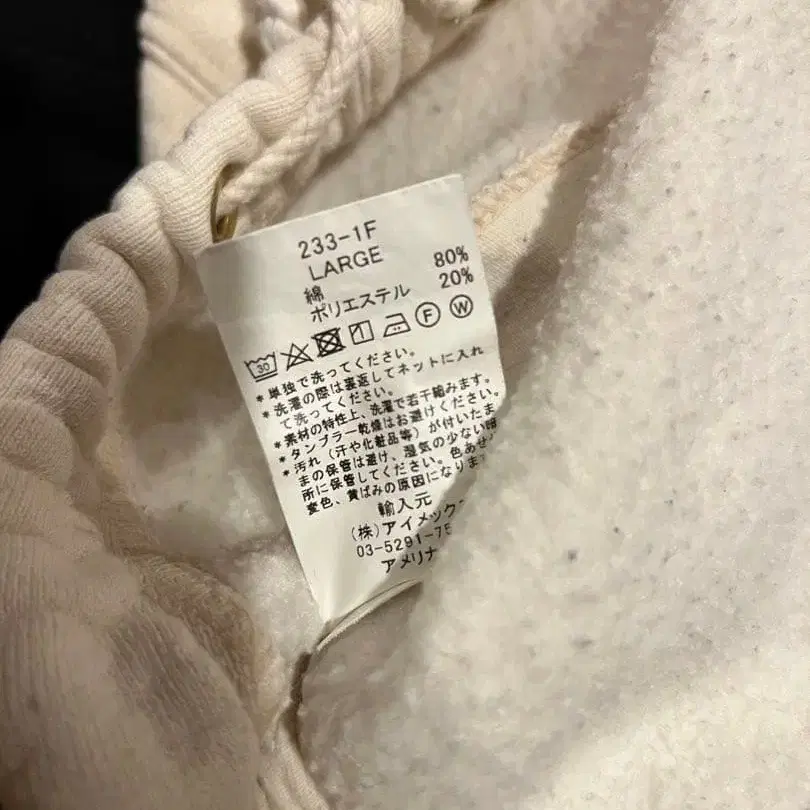 233-1F
LARGE
綿 80%
ポリエステル 20%
30 F W
*単独で洗ってください。
*洗濯の際は裏返してネットに入れ
て洗ってください。
*素材の特性上、洗濯で若干縮みます。
*タンブラー乾燥はお避けください。
*汚れ(汗や化粧品等)が付いたま
まの保管は避け、湿気の少ない暗
所に保管してください。色あせ、
変色、黄ばみの原因になります
輸入元
(株)アイメック
03-5291-75
アメリ